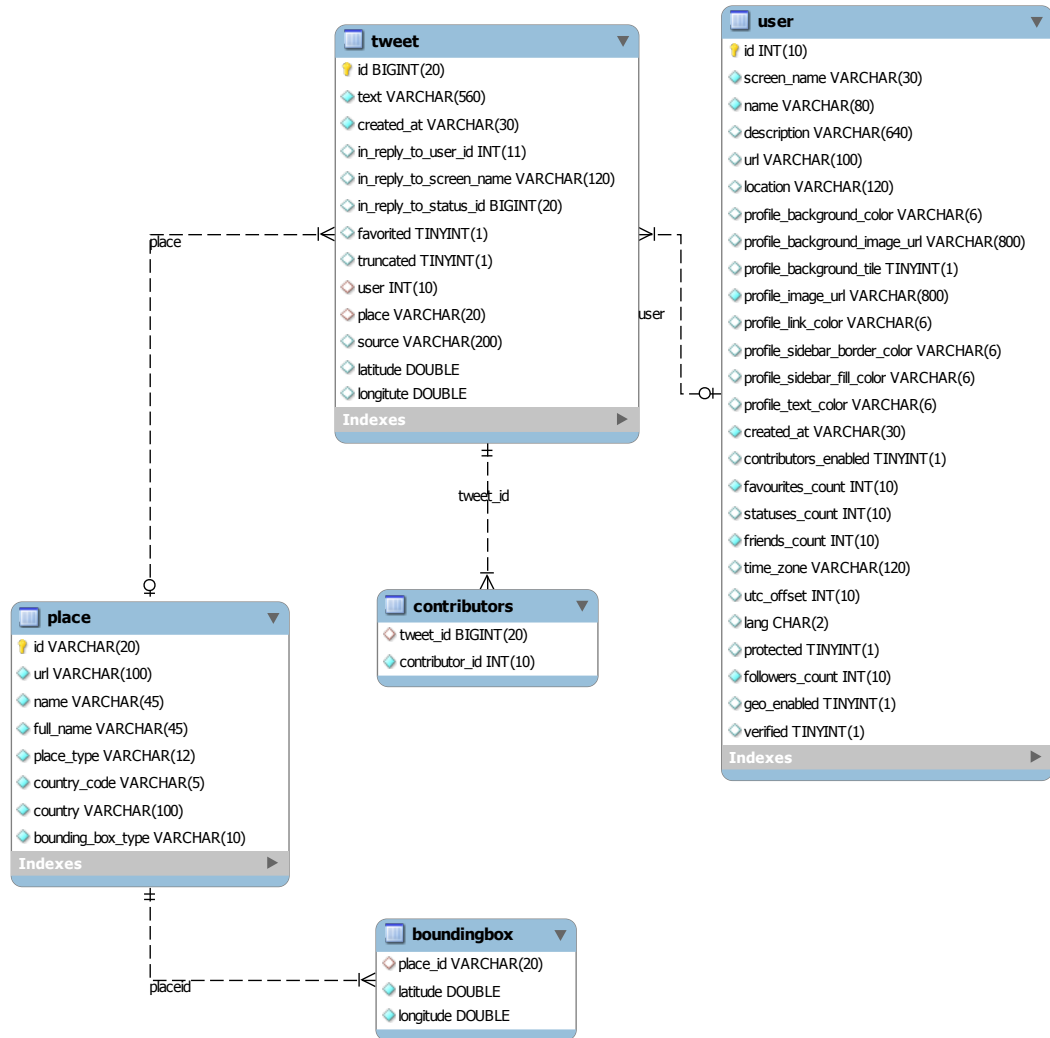 tweet
id BIGINT(20)
text VARCHAR(560)
created_at VARCHAR(30)
in_reply_to_user_id INT(11)
in_reply_to_screen_name VARCHAR(120)
in_reply_to_status_id BIGINT(20)
favorited TINYINT(1)
truncated TINYINT(1)
user INT(10)
place VARCHAR(20)
source VARCHAR(200)
latitude DOUBLE
longitute DOUBLE
Indexes
user
id INT(10)
screen_name VARCHAR(30)
name VARCHAR(80)
description VARCHAR(640)
url VARCHAR(100)
location VARCHAR(120)
profile_background_color VARCHAR(6)
profile_background_image_url VARCHAR(800)
profile_background_tile TINYINT(1)
profile_image_url VARCHAR(800)
profile_link_color VARCHAR(6)
profile_sidebar_border_color VARCHAR(6)
profile_sidebar_fill_color VARCHAR(6)
profile_text_color VARCHAR(6)
created_at VARCHAR(30)
contributors_enabled TINYINT(1)
favourites_count INT(10)
statuses_count INT(10)
friends_count INT(10)
time_zone VARCHAR(120)
utc_offset INT(10)
lang CHAR(2)
protected TINYINT(1)
followers_count INT(10)
geo_enabled TINYINT(1)
verified TINYINT(1)
Indexes
place
user
tweet_id
place
id VARCHAR(20)
url VARCHAR(100)
name VARCHAR(45)
full_name VARCHAR(45)
place_type VARCHAR(12)
country_code VARCHAR(5)
country VARCHAR(100)
bounding_box_type VARCHAR(10)
Indexes
contributors
tweet_id BIGINT(20)
contributor_id INT(10)
placeid
boundingbox
place_id VARCHAR(20)
latitude DOUBLE
longitude DOUBLE